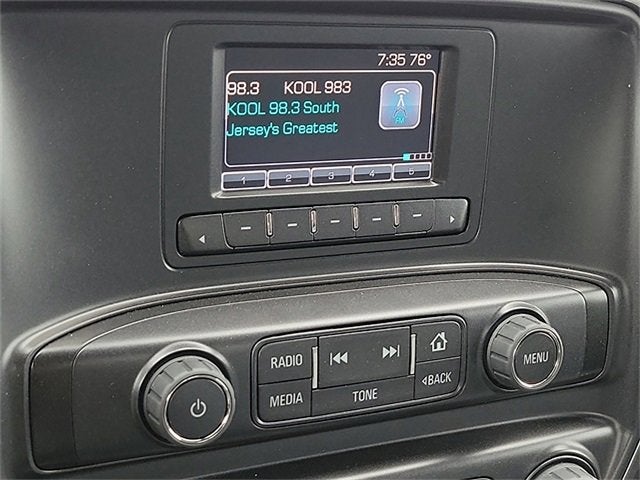 7:35 76°
98.3 KOOL 983
KOOL 98.3 South
Jersey's Greatest
FM
1 2 3 4 5
RADIO
MEDIA
TONE
BACK
MENU